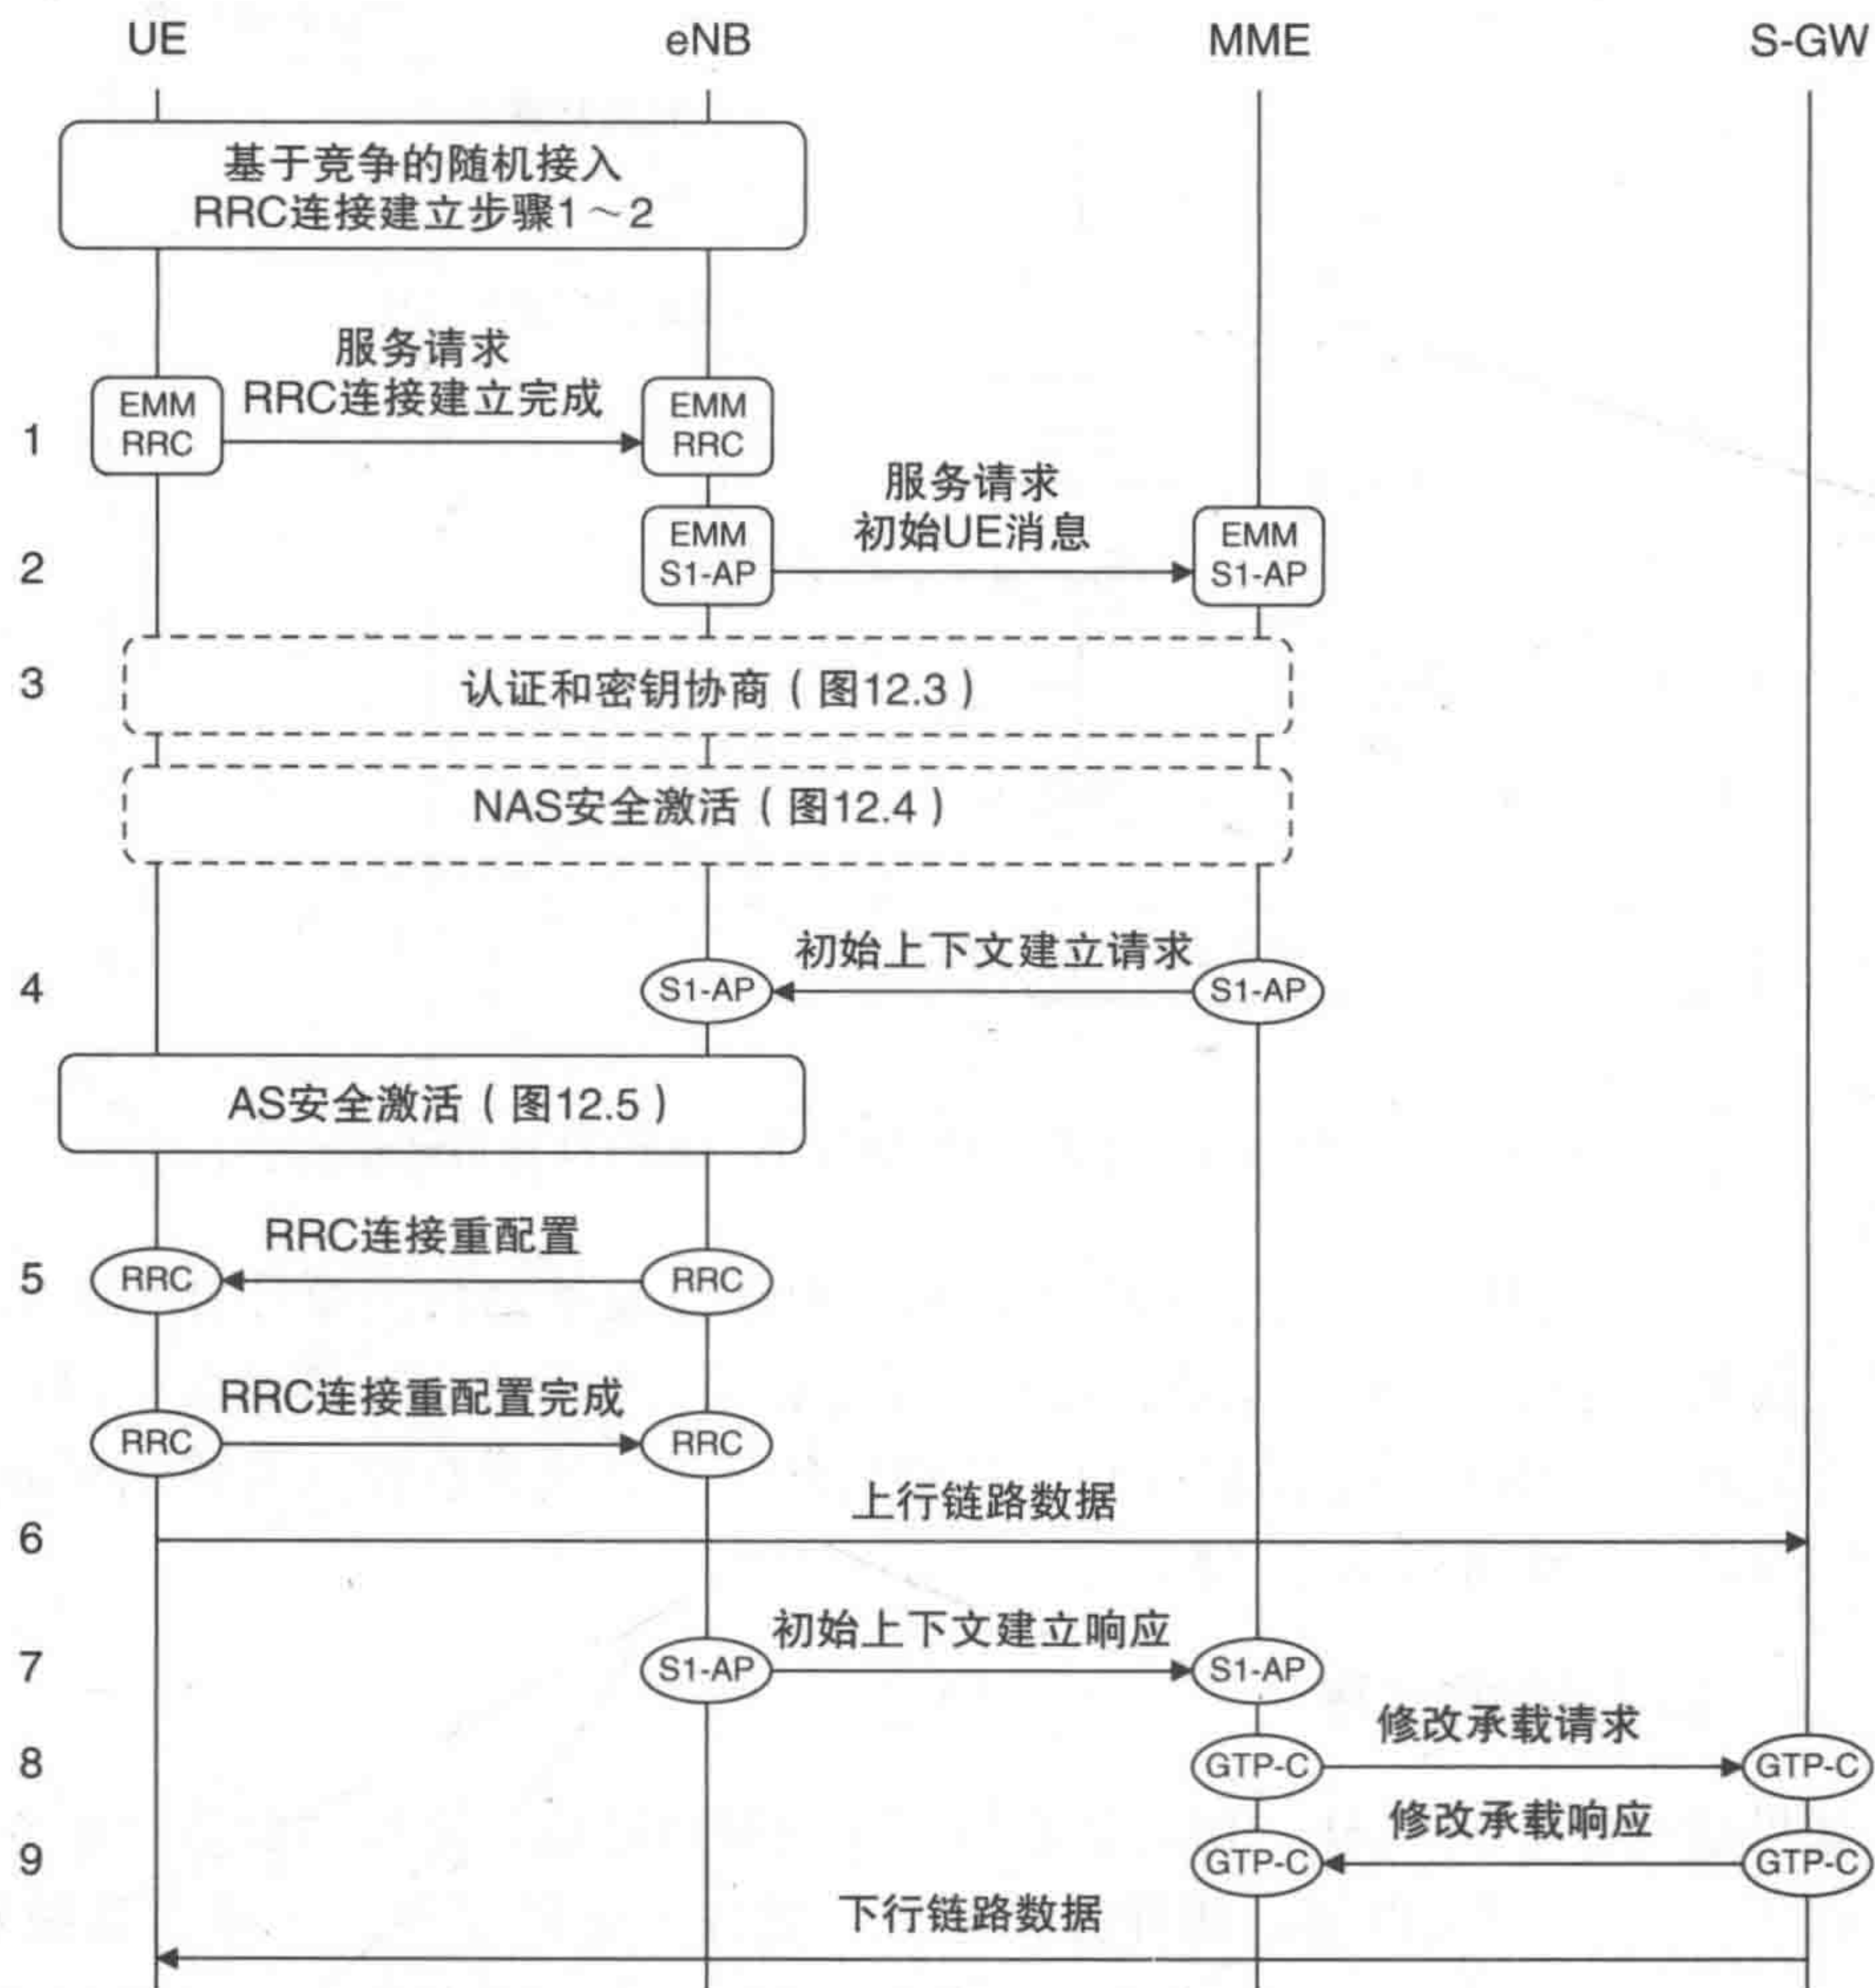 UE eNB MME S-GW
基于竞争的随机接入
RRC连接建立步骤1～2
服务请求
RRC连接建立完成
1
EMM
RRC
EMM
RRC
服务请求
初始UE消息
2
EMM
S1-AP
EMM
S1-AP
3
认证和密钥协商（图12.3）
NAS安全激活（图12.4）
初始上下文建立请求
4
S1-AP
S1-AP
AS安全激活（图12.5）
RRC连接重配置
5
RRC
RRC
RRC连接重配置完成
RRC
RRC
上行链路数据
6
初始上下文建立响应
7
S1-AP
S1-AP
修改承载请求
8
GTP-C
GTP-C
修改承载响应
9
GTP-C
GTP-C
下行链路数据